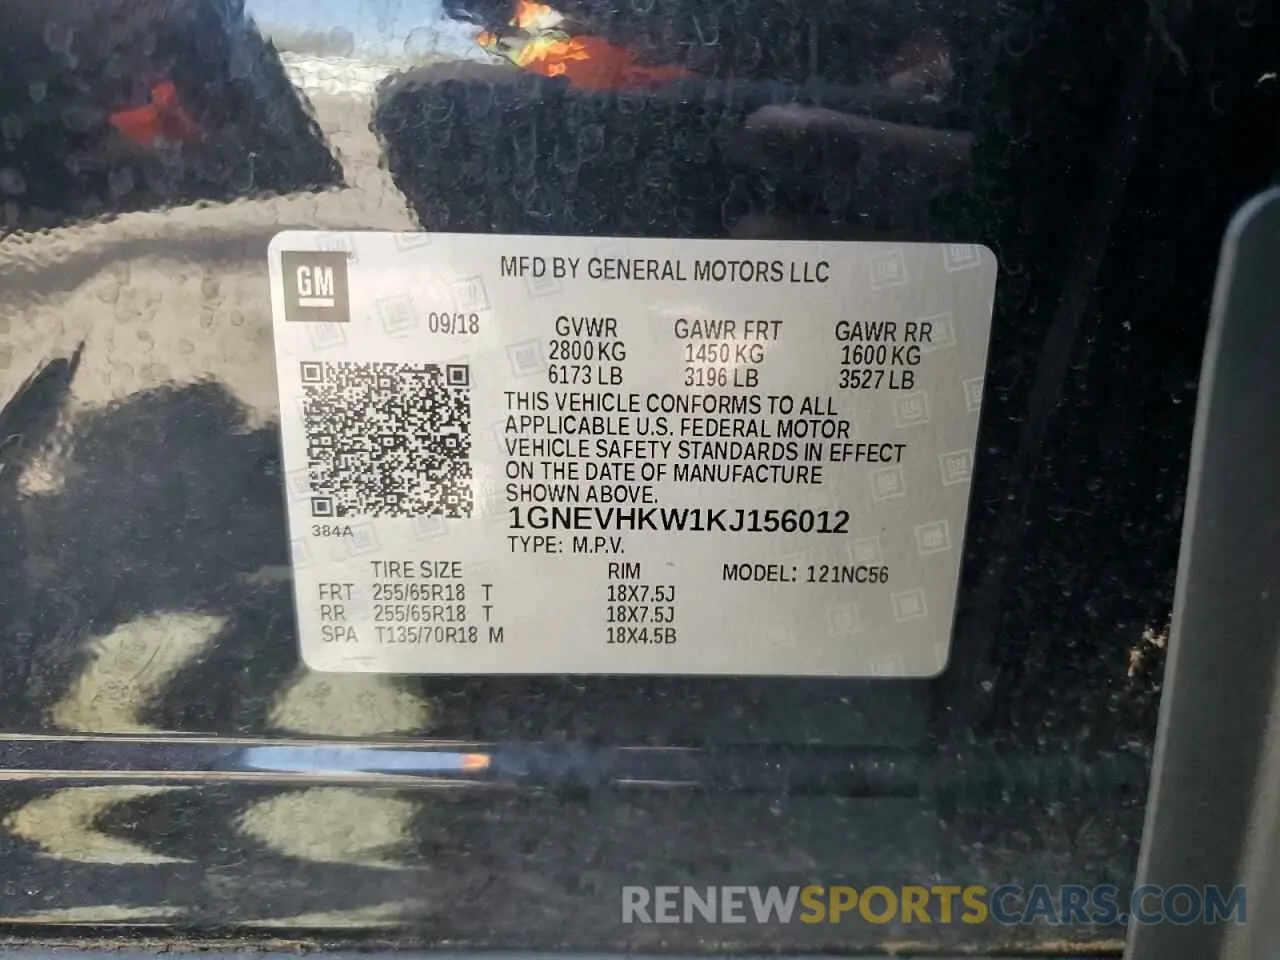 GM
MFD BY GENERAL MOTORS LLC
09/18
GVWR GAWR FRT GAWR RR
2800 KG 1450 KG 1600 KG
6173 LB 3196 LB 3527 LB
THIS VEHICLE CONFORMS TO ALL
APPLICABLE U.S. FEDERAL MOTOR
VEHICLE SAFETY STANDARDS IN EFFECT
ON THE DATE OF MANUFACTURE
SHOWN ABOVE.
1GNEVHKW1KJ156012
384A
TYPE: M.P.V.
TIRE SIZE RIM MODEL: 121NC56
FRT 255/65R18 T 18X7.5J
RR 255/65R18 T 18X7.5J
SPA T135/70R18 M 18X4.5B
RENEWSPORTSCARS.COM